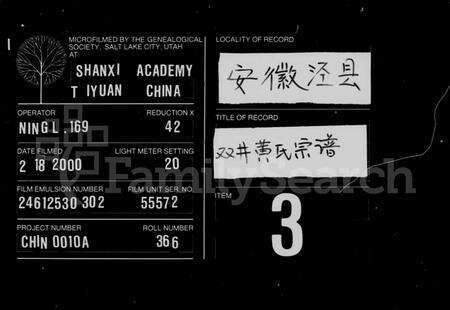 MICROFILMED BY THE GENEALOGICAL
SOCIETY, SALT LAKE CITY, UTAH
AT:
SHANXI ACADEMY
T IYUAN CHINA
OPERATOR
NING L. 169
REDUCTION X
42
DATE FILMED
2 18 2000
LIGHT METER SETTING
20
FILM EMULSION NUMBER
24612530 302
FILM UNIT SER. NO.
55572
PROJECT NUMBER
CHIN 0010A
ROLL NUMBER
366
LOCALITY OF RECORD
安徽泾县
TITLE OF RECORD
双井黄氏宗谱
ITEM
3
FamilySearch